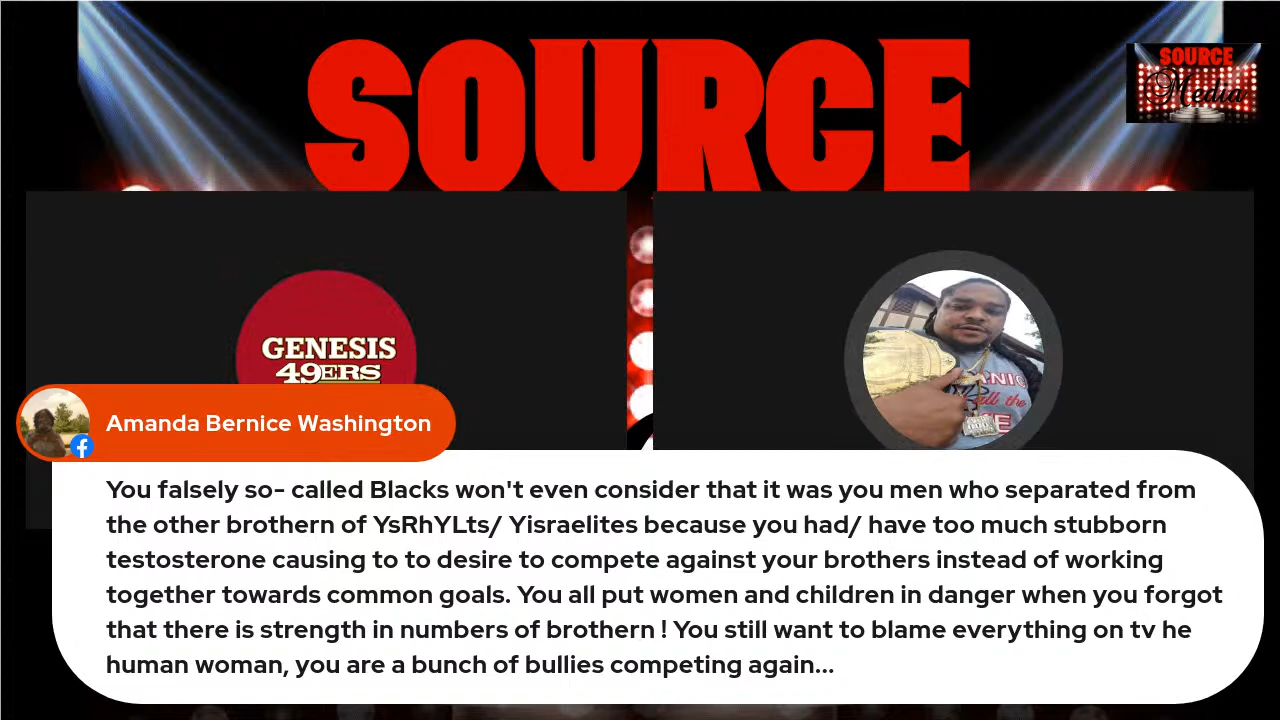 SOURCE
SOURCE
Media
GENESIS
49ERS
Amanda Bernice Washington
You falsely so- called Blacks won't even consider that it was you men who separated from
the other brothern of YsRhYLts/ Yisraelites because you had/ have too much stubborn
testosterone causing to to desire to compete against your brothers instead of working
together towards common goals. You all put women and children in danger when you forgot
that there is strength in numbers of brothern ! You still want to blame everything on tv he
human woman, you are a bunch of bullies competing again...